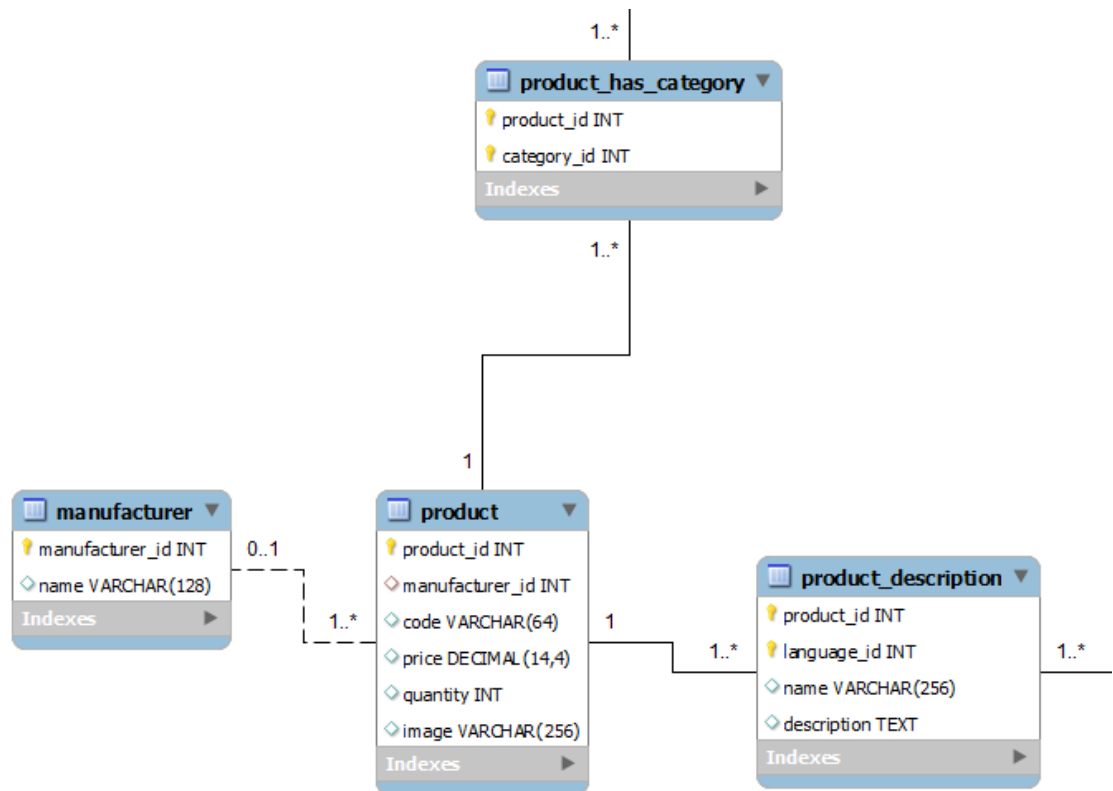 1..*
product_has_category
product_id INT
category_id INT
Indexes
1..*
1
manufacturer
manufacturer_id INT
name VARCHAR(128)
Indexes
0..1
1..*
product
product_id INT
manufacturer_id INT
code VARCHAR(64)
price DECIMAL(14,4)
quantity INT
image VARCHAR(256)
Indexes
1
1..*
product_description
product_id INT
language_id INT
name VARCHAR(256)
description TEXT
Indexes
1..*